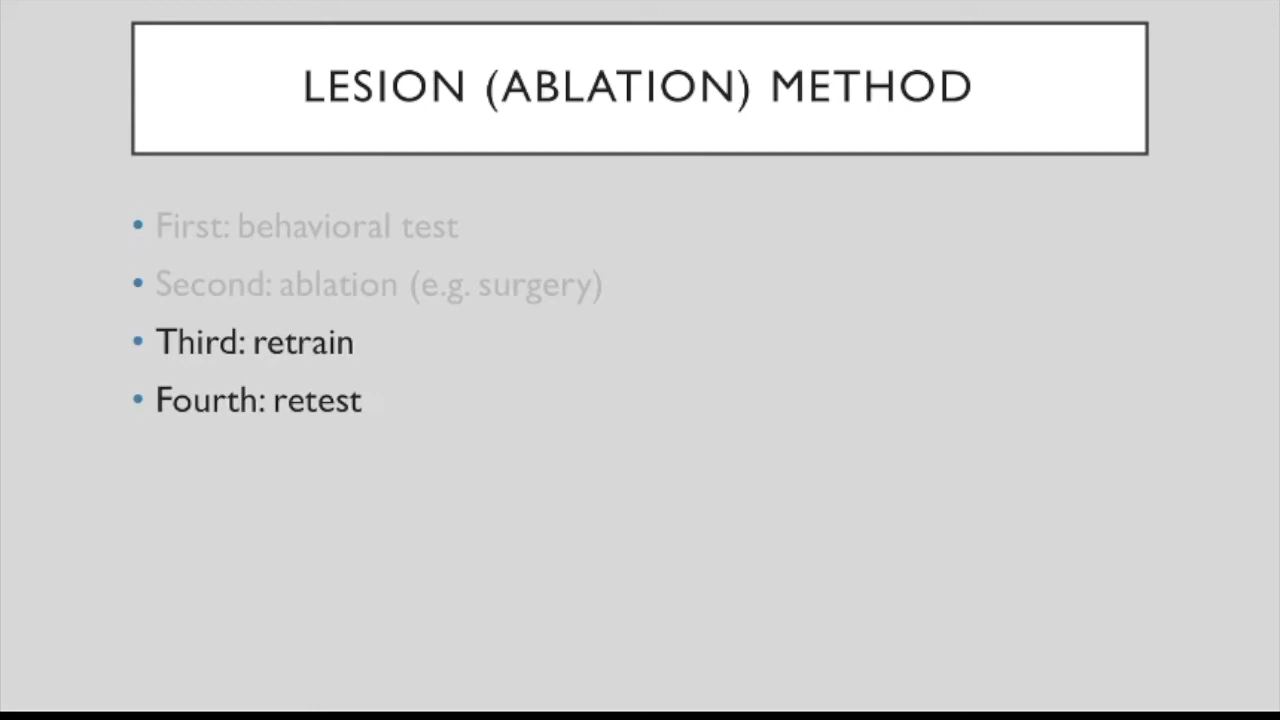 LESION (ABLATION) METHOD
• First: behavioral test
• Second: ablation (e.g. surgery)
• Third: retrain
• Fourth: retest